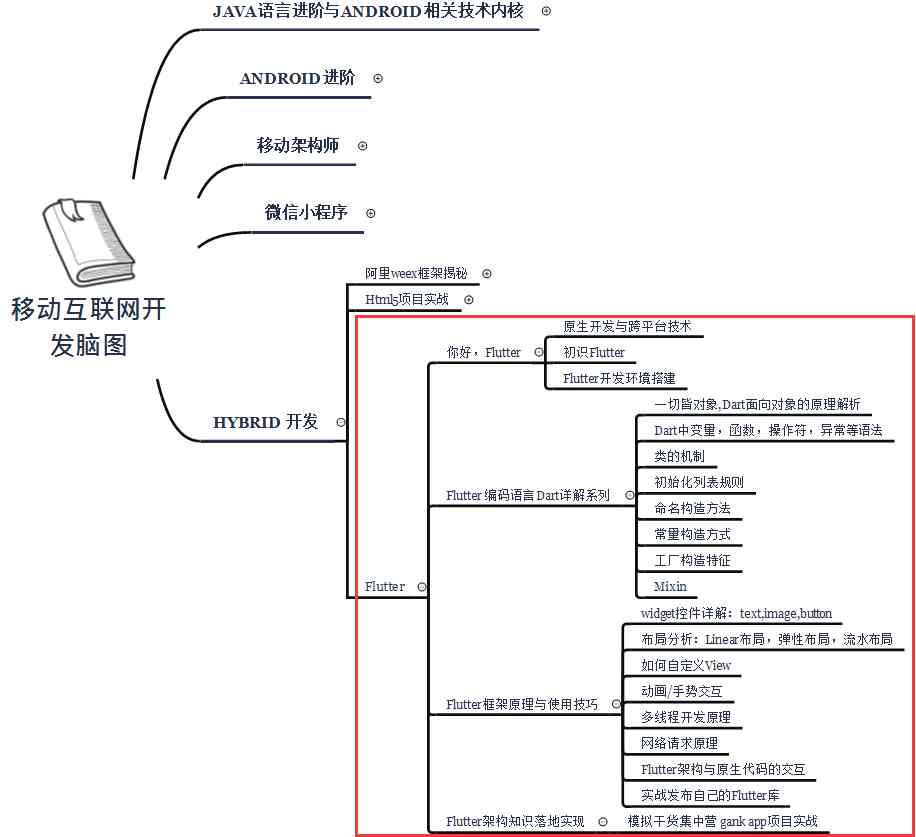 JAVA语言进阶与ANDROID相关技术内核
ANDROID进阶
移动架构师
微信小程序
移动互联网开
发脑图
HYBRID 开发
阿里weex框架揭秘
Html5项目实战
Flutter
你好，Flutter
原生开发与跨平台技术
初识Flutter
Flutter开发环境搭建
Flutter 编码语言 Dart详解系列
一切皆对象,Dart面向对象的原理解析
Dart中变量，函数，操作符，异常等语法
类的机制
初始化列表规则
命名构造方法
常量构造方式
工厂构造特征
Mixin
Flutter框架原理与使用技巧
widget控件详解：text,image,button
布局分析：Linear布局，弹性布局，流水布局
如何自定义View
动画/手势交互
多线程开发原理
网络请求原理
Flutter架构与原生代码的交互
实战发布自己的Flutter库
Flutter架构知识落地实现
模拟干货集中营 gank app项目实战